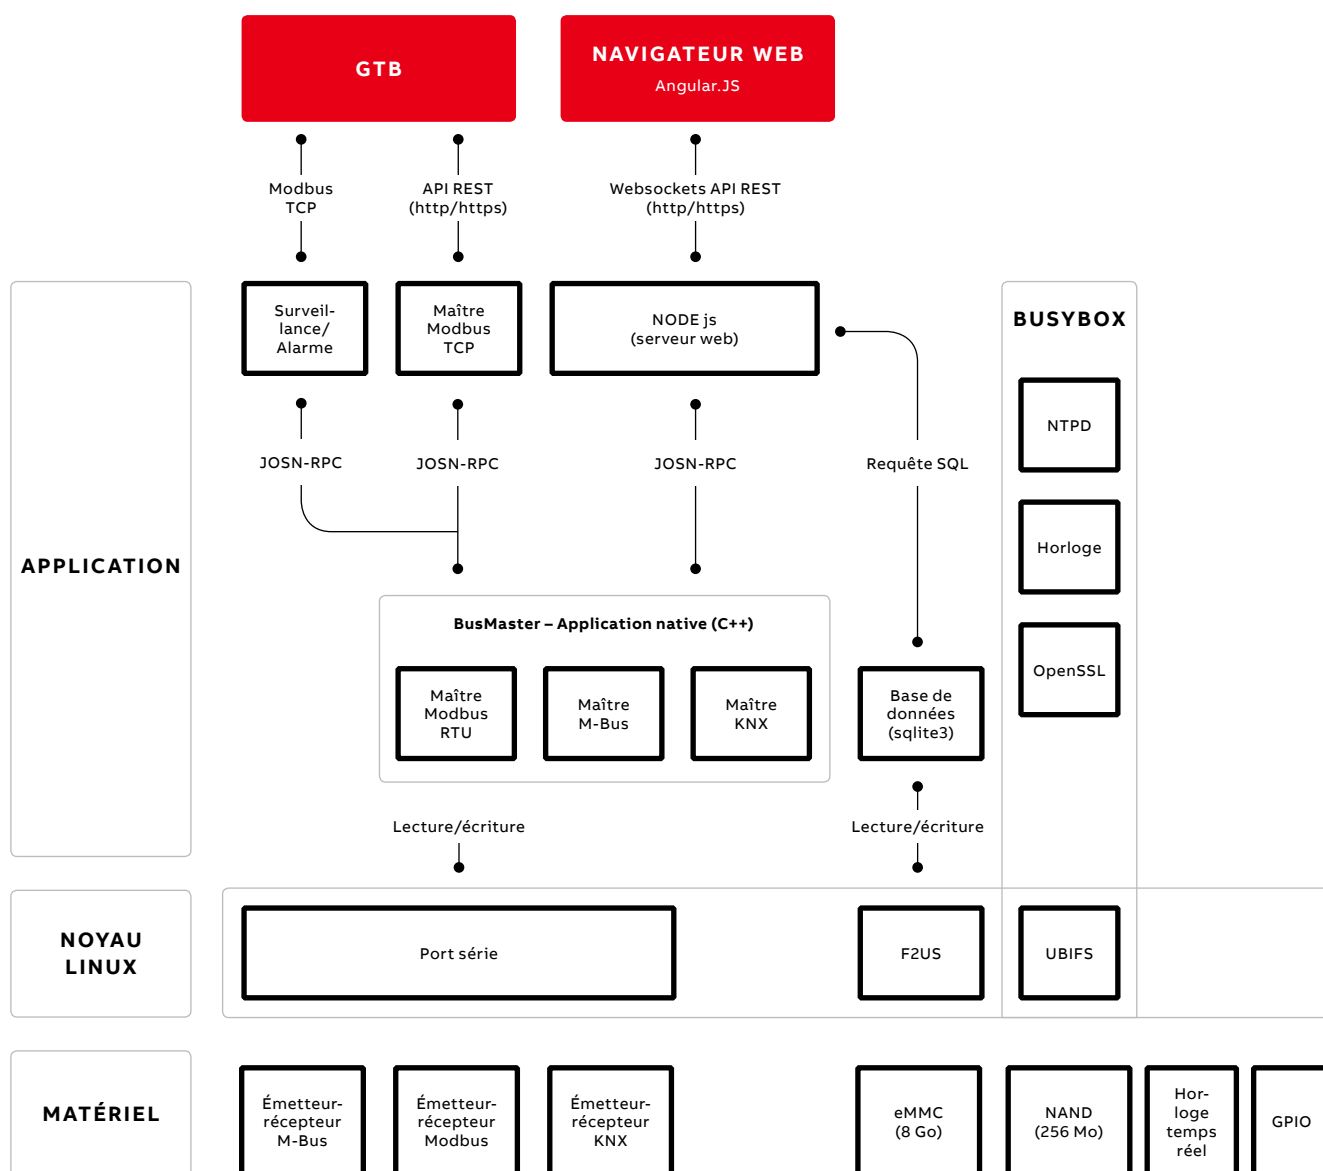 GTB
NAVIGATEUR WEB
Angular.JS
Modbus
TCP
API REST
(http/https)
Websockets API REST
(http/https)
Surveil-
lance/
Alarme
Maître
Modbus
TCP
NODE js
(serveur web)
BUSYBOX
NTPD
JOSN-RPC
JOSN-RPC
JOSN-RPC
Requête SQL
Horloge
APPLICATION
BusMaster – Application native (C++)
OpenSSL
Maître
Modbus
RTU
Maître
M-Bus
Maître
KNX
Base de
données
(sqlite3)
Lecture/écriture
Lecture/écriture
NOYAU
LINUX
Port série
F2US
UBIFS
MATÉRIEL
Émetteur-
récepteur
M-Bus
Émetteur-
récepteur
Modbus
Émetteur-
récepteur
KNX
eMMC
(8 Go)
NAND
(256 Mo)
Hor-
loge
temps
réel
GPIO